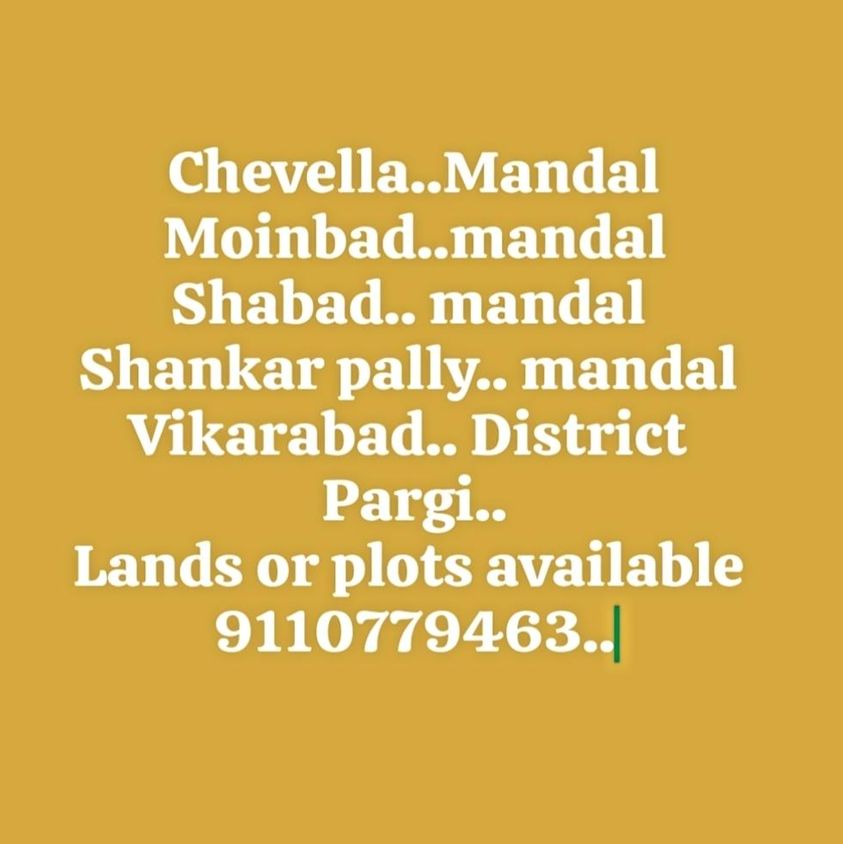 Chevella..Mandal
Moinbad..mandal
Shabad.. mandal
Shankar pally.. mandal
Vikarabad.. District
Pargi..
Lands or plots available
9110779463..